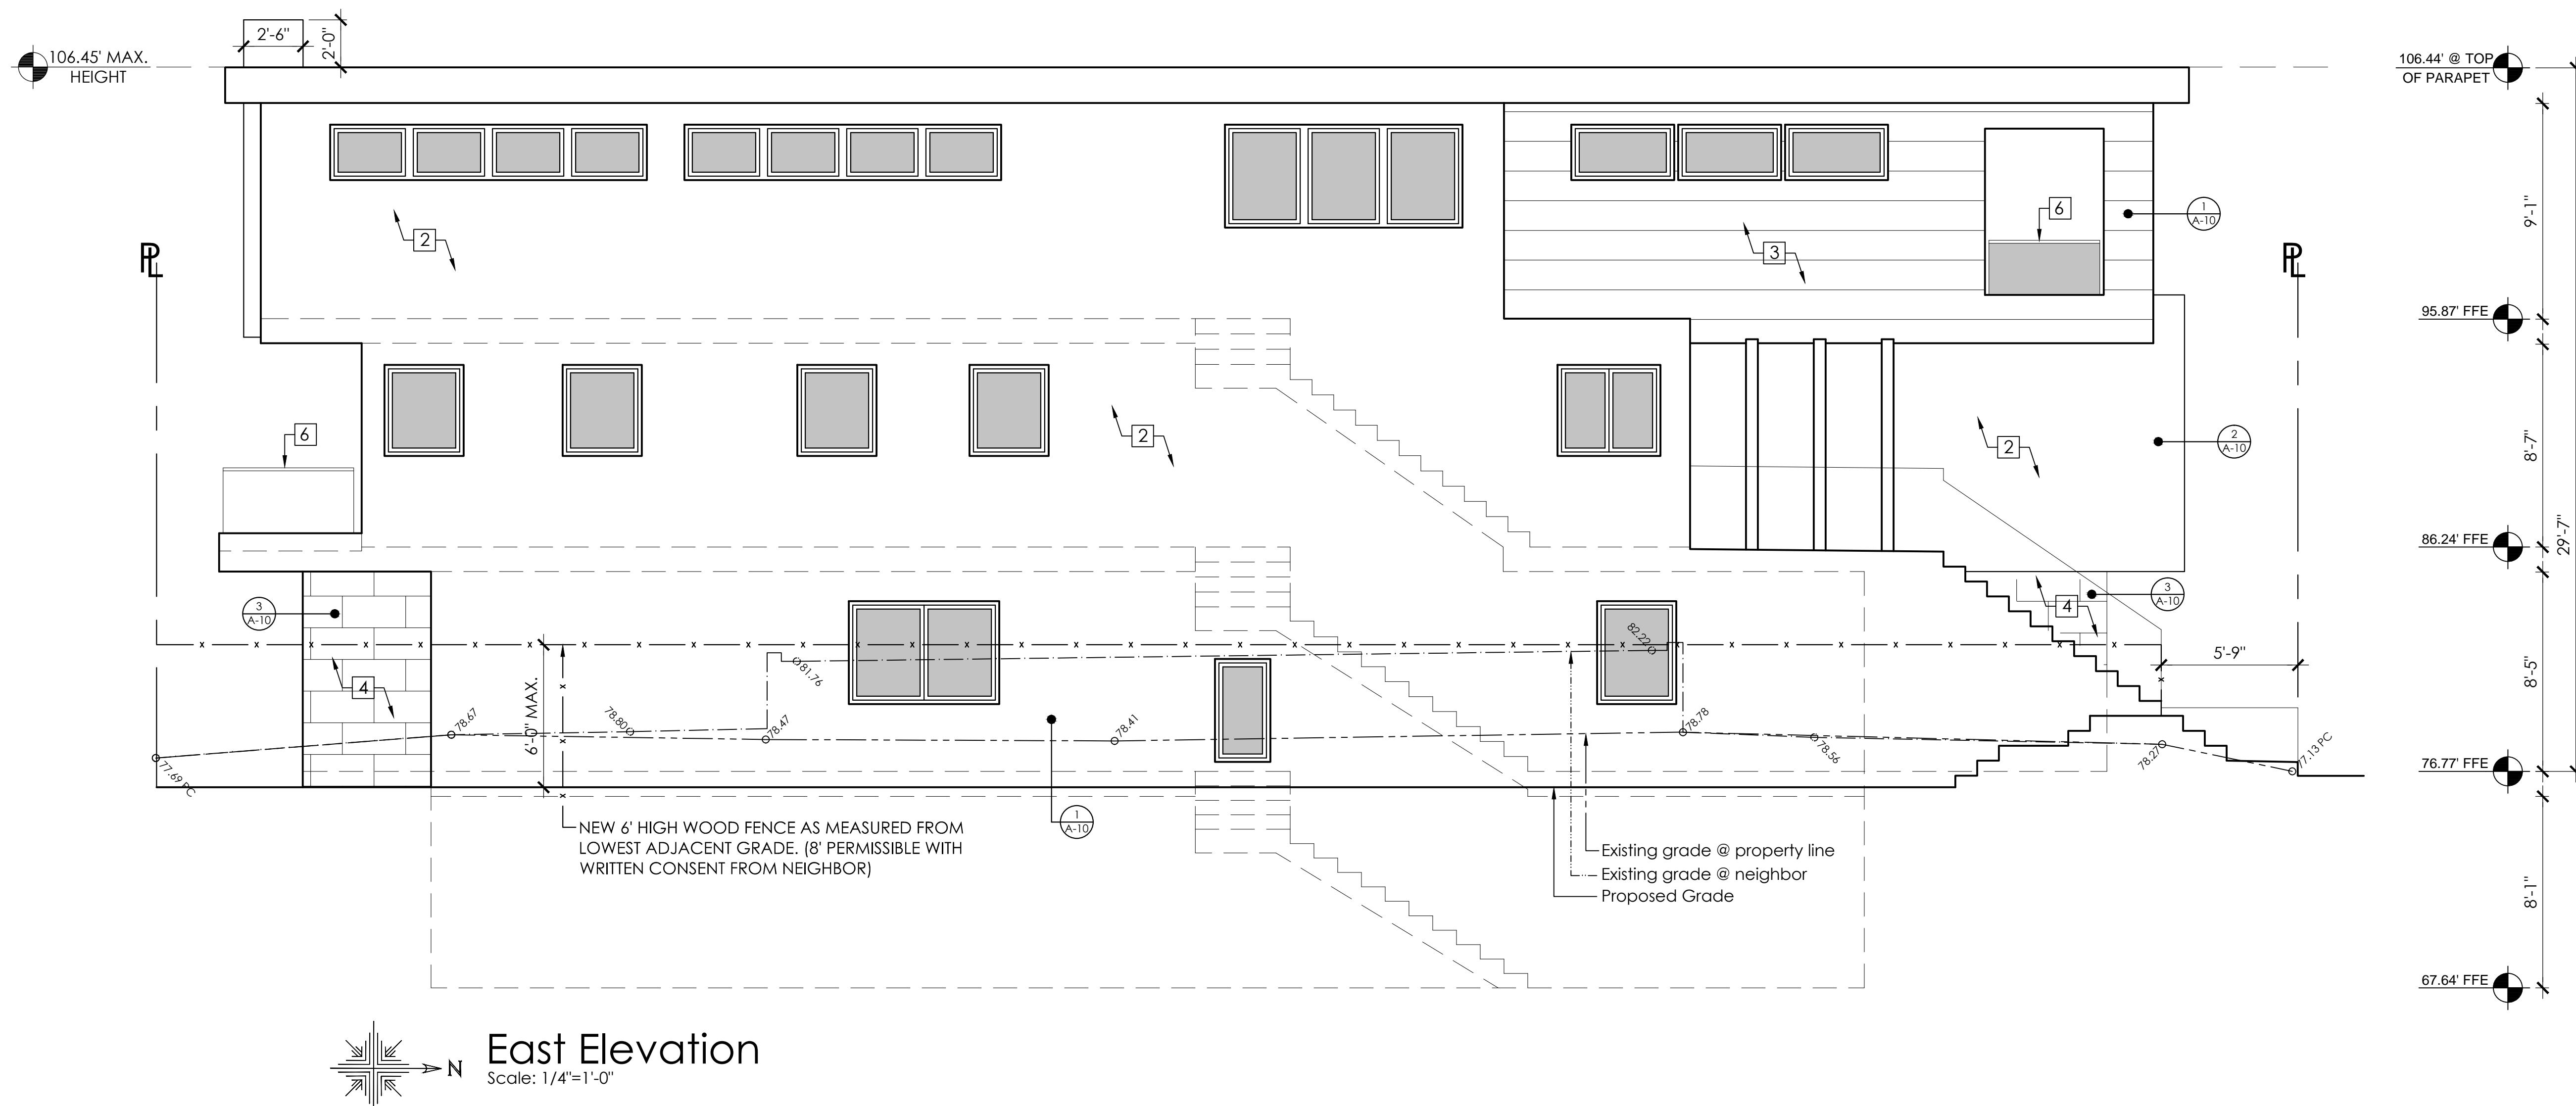 2'-6"
2'-0"
106.45' MAX.
HEIGHT
106.44' @ TOP
OF PARAPET
2
3
6
1
A-10
9'-1"
PL
PL
95.87' FFE
6
2
2
2
A-10
8'-7"
29'-7"
86.24' FFE
3
A-10
4
4
3
A-10
x x x x x x x x x x x x x x x x x x x x x x x x x x x x x x x x x x x x
82.22
81.76
5'-9"
8'-5"
6'-0" MAX.
78.67
78.80
78.47
78.41
78.78
78.56
78.27
77.13 PC
77.69 PC
76.77' FFE
1
A-10
NEW 6' HIGH WOOD FENCE AS MEASURED FROM
LOWEST ADJACENT GRADE. (8' PERMISSIBLE WITH
WRITTEN CONSENT FROM NEIGHBOR)
Existing grade @ property line
Existing grade @ neighbor
Proposed Grade
8'-1"
67.64' FFE
N
East Elevation
Scale: 1/4"=1'-0"